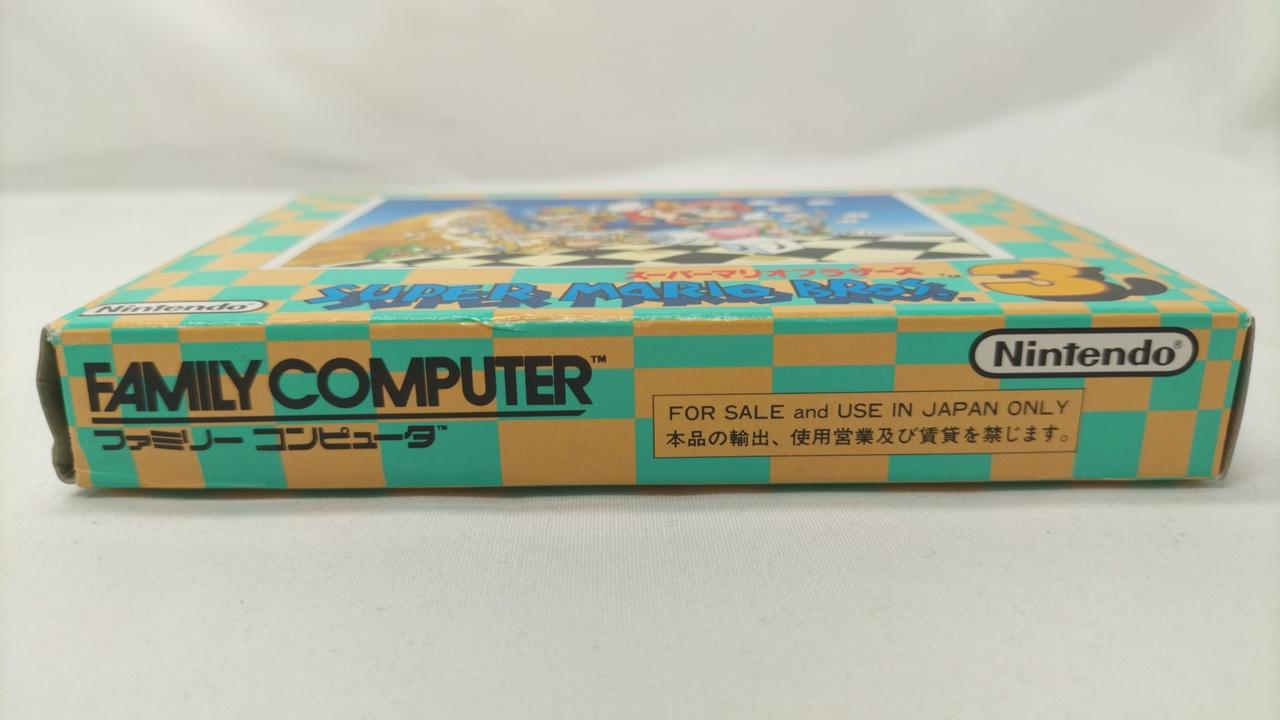 スーパーマリオブラザーズ
SUPER MARIO BROS. 3™
Nintendo
FAMILY COMPUTER™
ファミリー コンピュータ™
Nintendo®
FOR SALE and USE IN JAPAN ONLY
本品の輸出、使用営業及び賃貸を禁じます。